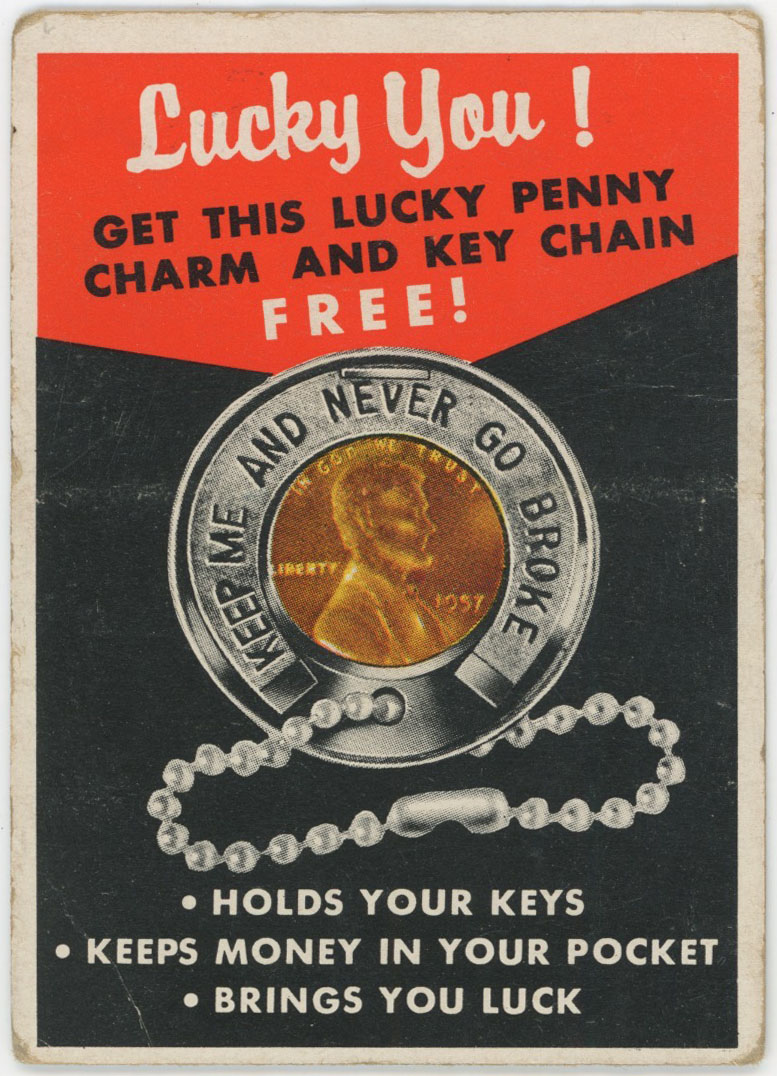 Lucky You!
GET THIS LUCKY PENNY
CHARM AND KEY CHAIN
FREE!
KEEP ME AND NEVER GO BROKE
IN GOD WE TRUST
LIBERTY
1957
• HOLDS YOUR KEYS
• KEEPS MONEY IN YOUR POCKET
• BRINGS YOU LUCK